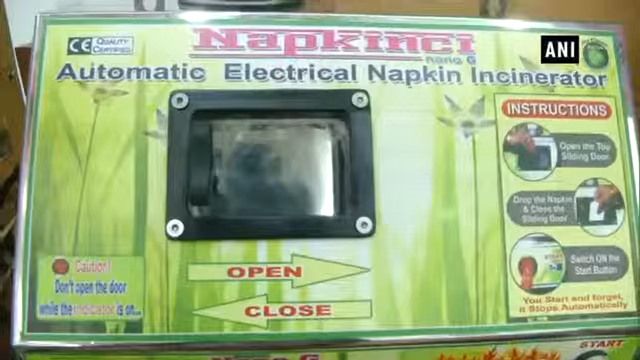 CE QUALITY CERTIFIED
Napkinci
nano G
ANI
Automatic Electrical Napkin Incinerator
INSTRUCTIONS
Open the Top
Sliding Door
Drop the Napkin
& Close the
Sliding Door
Switch ON the
Start Button
You Start and forget,
it Stops Automatically
Caution!
Don't open the door
while the indicator is on...
OPEN
CLOSE
START